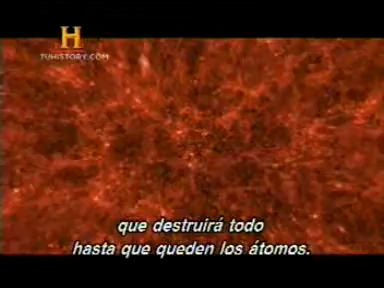 H
TUHISTORY.COM
que destruirá todo
hasta que queden los átomos.